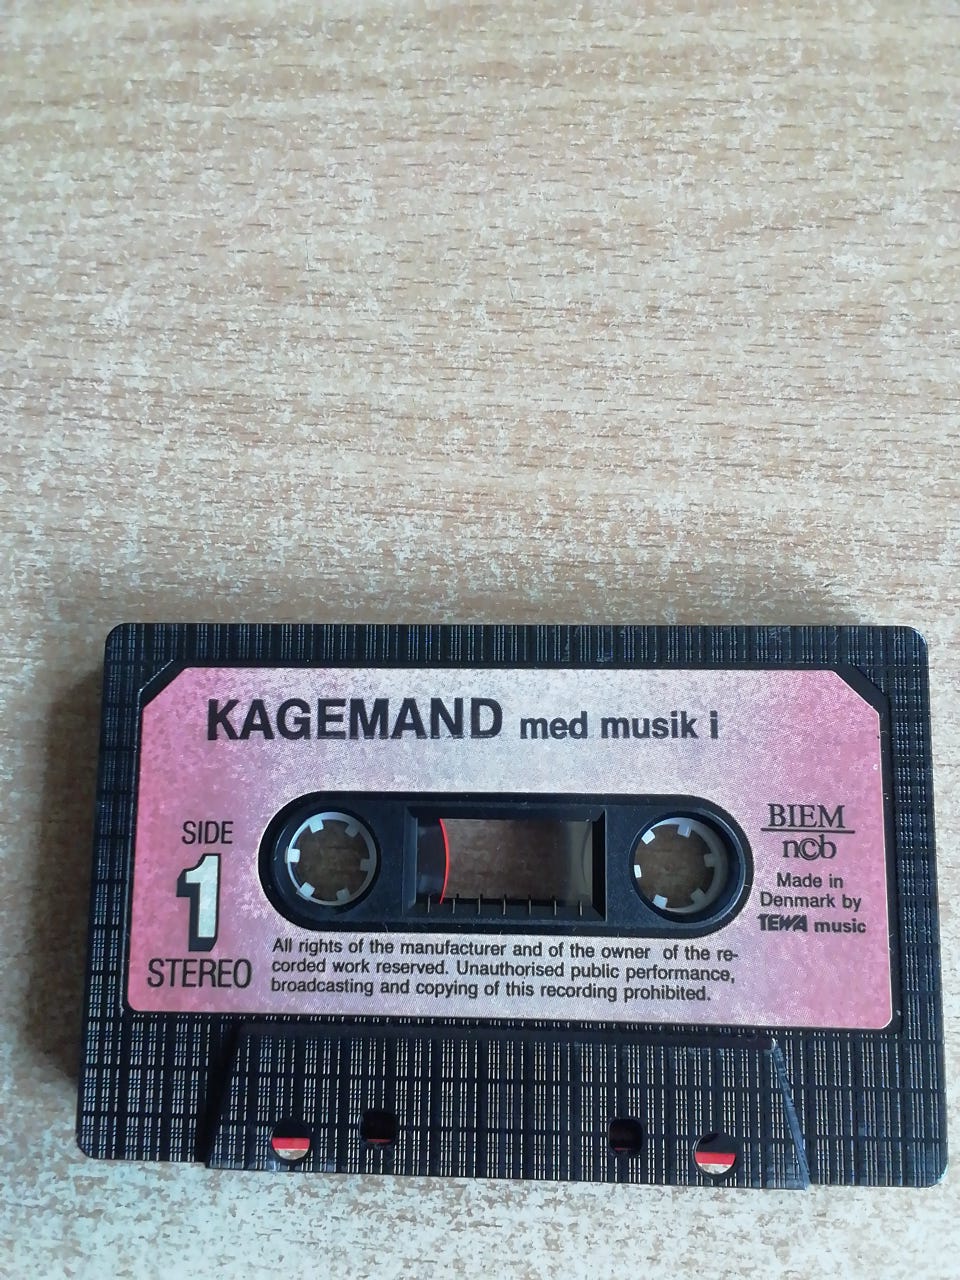 KAGEMAND med musik i
SIDE
1
STEREO
BIEM
n©b
Made in
Denmark by
TEWA music
All rights of the manufacturer and of the owner of the re-
corded work reserved. Unauthorised public performance,
broadcasting and copying of this recording prohibited.